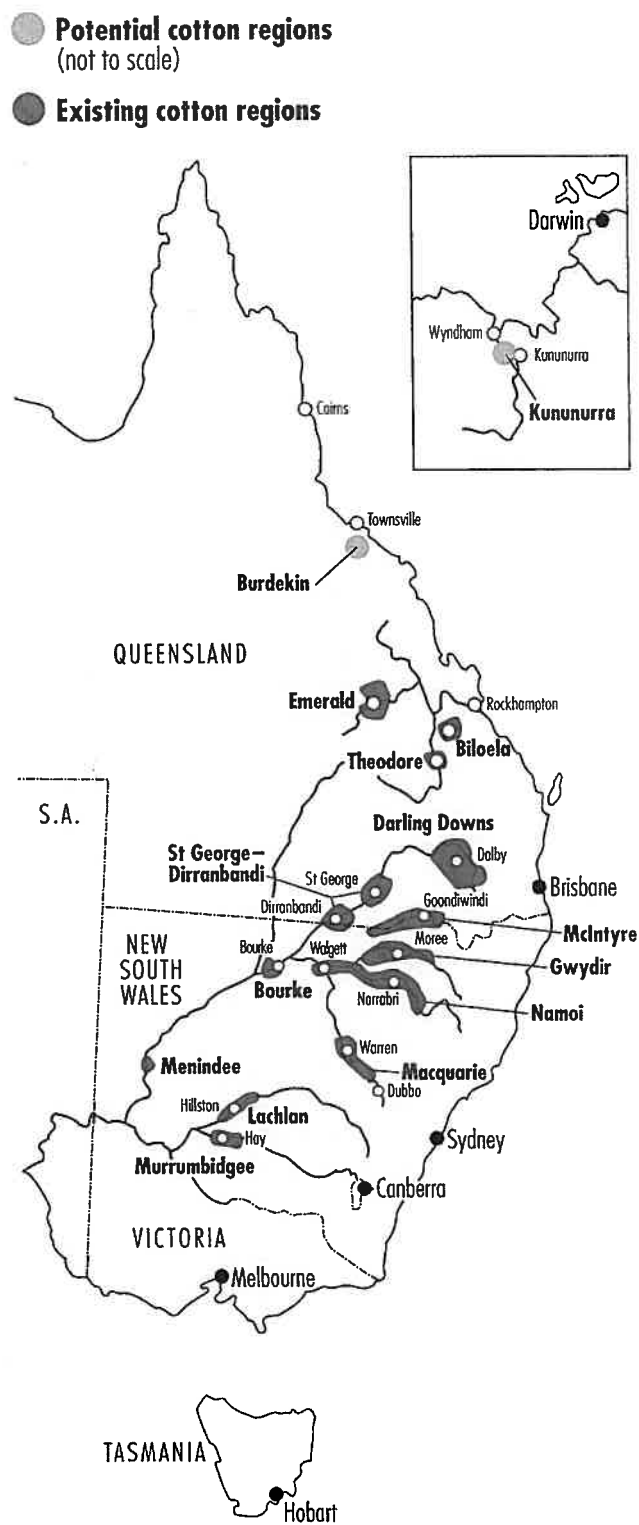 Potential cotton regions
(not to scale)
Existing cotton regions
Darwin
Wyndham
Kununurra
Kununurra
Cairns
Townsville
Burdekin
QUEENSLAND
Emerald
Rockhampton
Biloela
Theodore
S.A.
Darling Downs
Dalby
St George–
Dirranbandi
St George
Brisbane
Dirranbandi
Goondiwindi
McIntyre
NEW
SOUTH
WALES
Bourke
Walgett
Moree
Gwydir
Bourke
Narrabri
Namoi
Warren
Menindee
Macquarie
Dubbo
Hillston
Lachlan
Hay
Sydney
Murrumbidgee
Canberra
VICTORIA
Melbourne
TASMANIA
Hobart